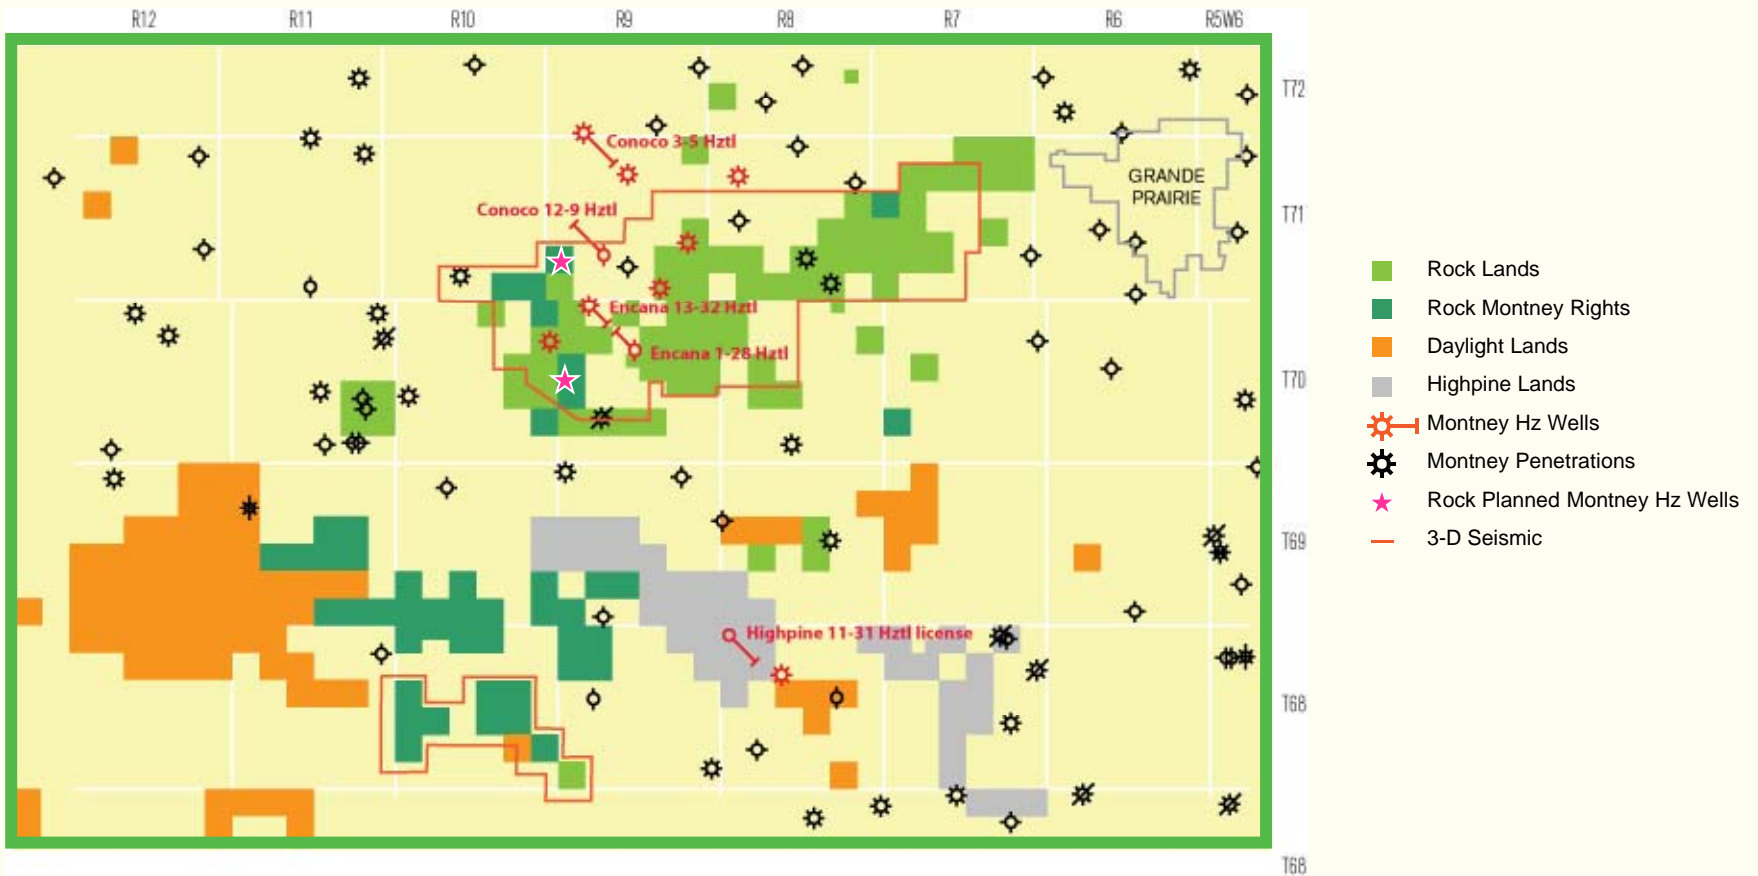 R12 R11 R10 R9 R8 R7 R6 R5W6
T72
Conoco 3-5 Hztl
GRANDE
PRAIRIE
Conoco 12-9 Hztl
T71
Rock Lands
Encana 13-32 Hztl
Rock Montney Rights
Daylight Lands
Encana 1-28 Hztl
T70
Highpine Lands
Montney Hz Wells
Montney Penetrations
Rock Planned Montney Hz Wells
T69
3-D Seismic
Highpine 11-31 Hztl license
T68
T68